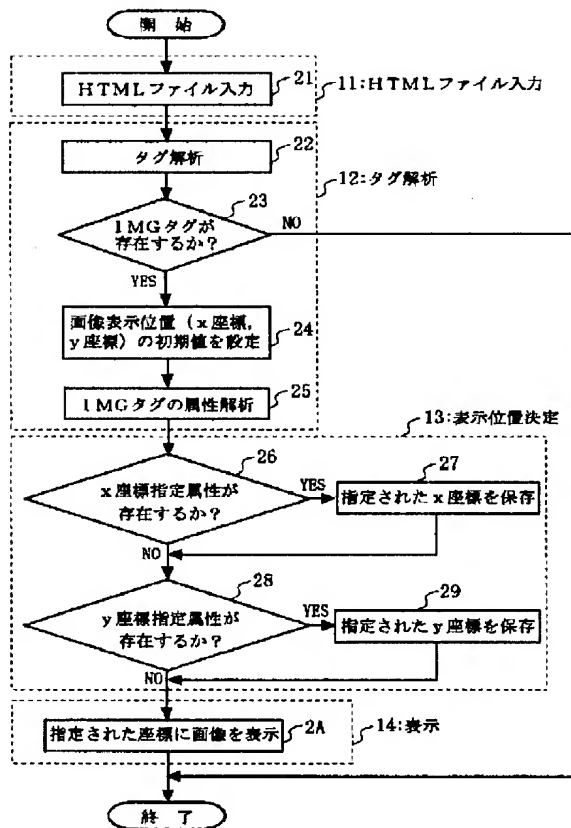 開 始
21
HTMLファイル入力
11:HTMLファイル入力
22
タグ解析
12:タグ解析
23
IMGタグが
存在するか?
NO
YES
画像表示位置(x座標,
y座標)の初期値を設定
24
25
IMGタグの属性解析
13:表示位置決定
26
x座標指定属性が
存在するか?
YES
27
指定されたx座標を保存
NO
28
y座標指定属性が
存在するか?
YES
29
指定されたy座標を保存
NO
指定された座標に画像を表示
2A
14:表示
終 了